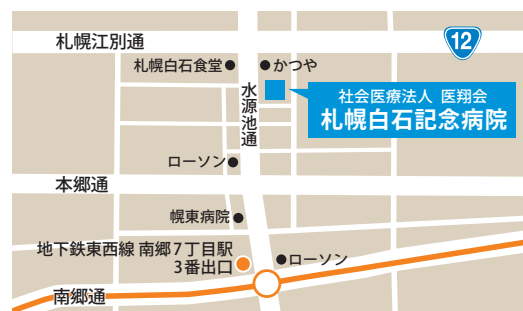 札幌江別通
12
札幌白石食堂
かつや
水源池通
社会医療法人 医翔会
札幌白石記念病院
ローソン
本郷通
幌東病院
地下鉄東西線 南郷7丁目駅
3番出口
ローソン
南郷通